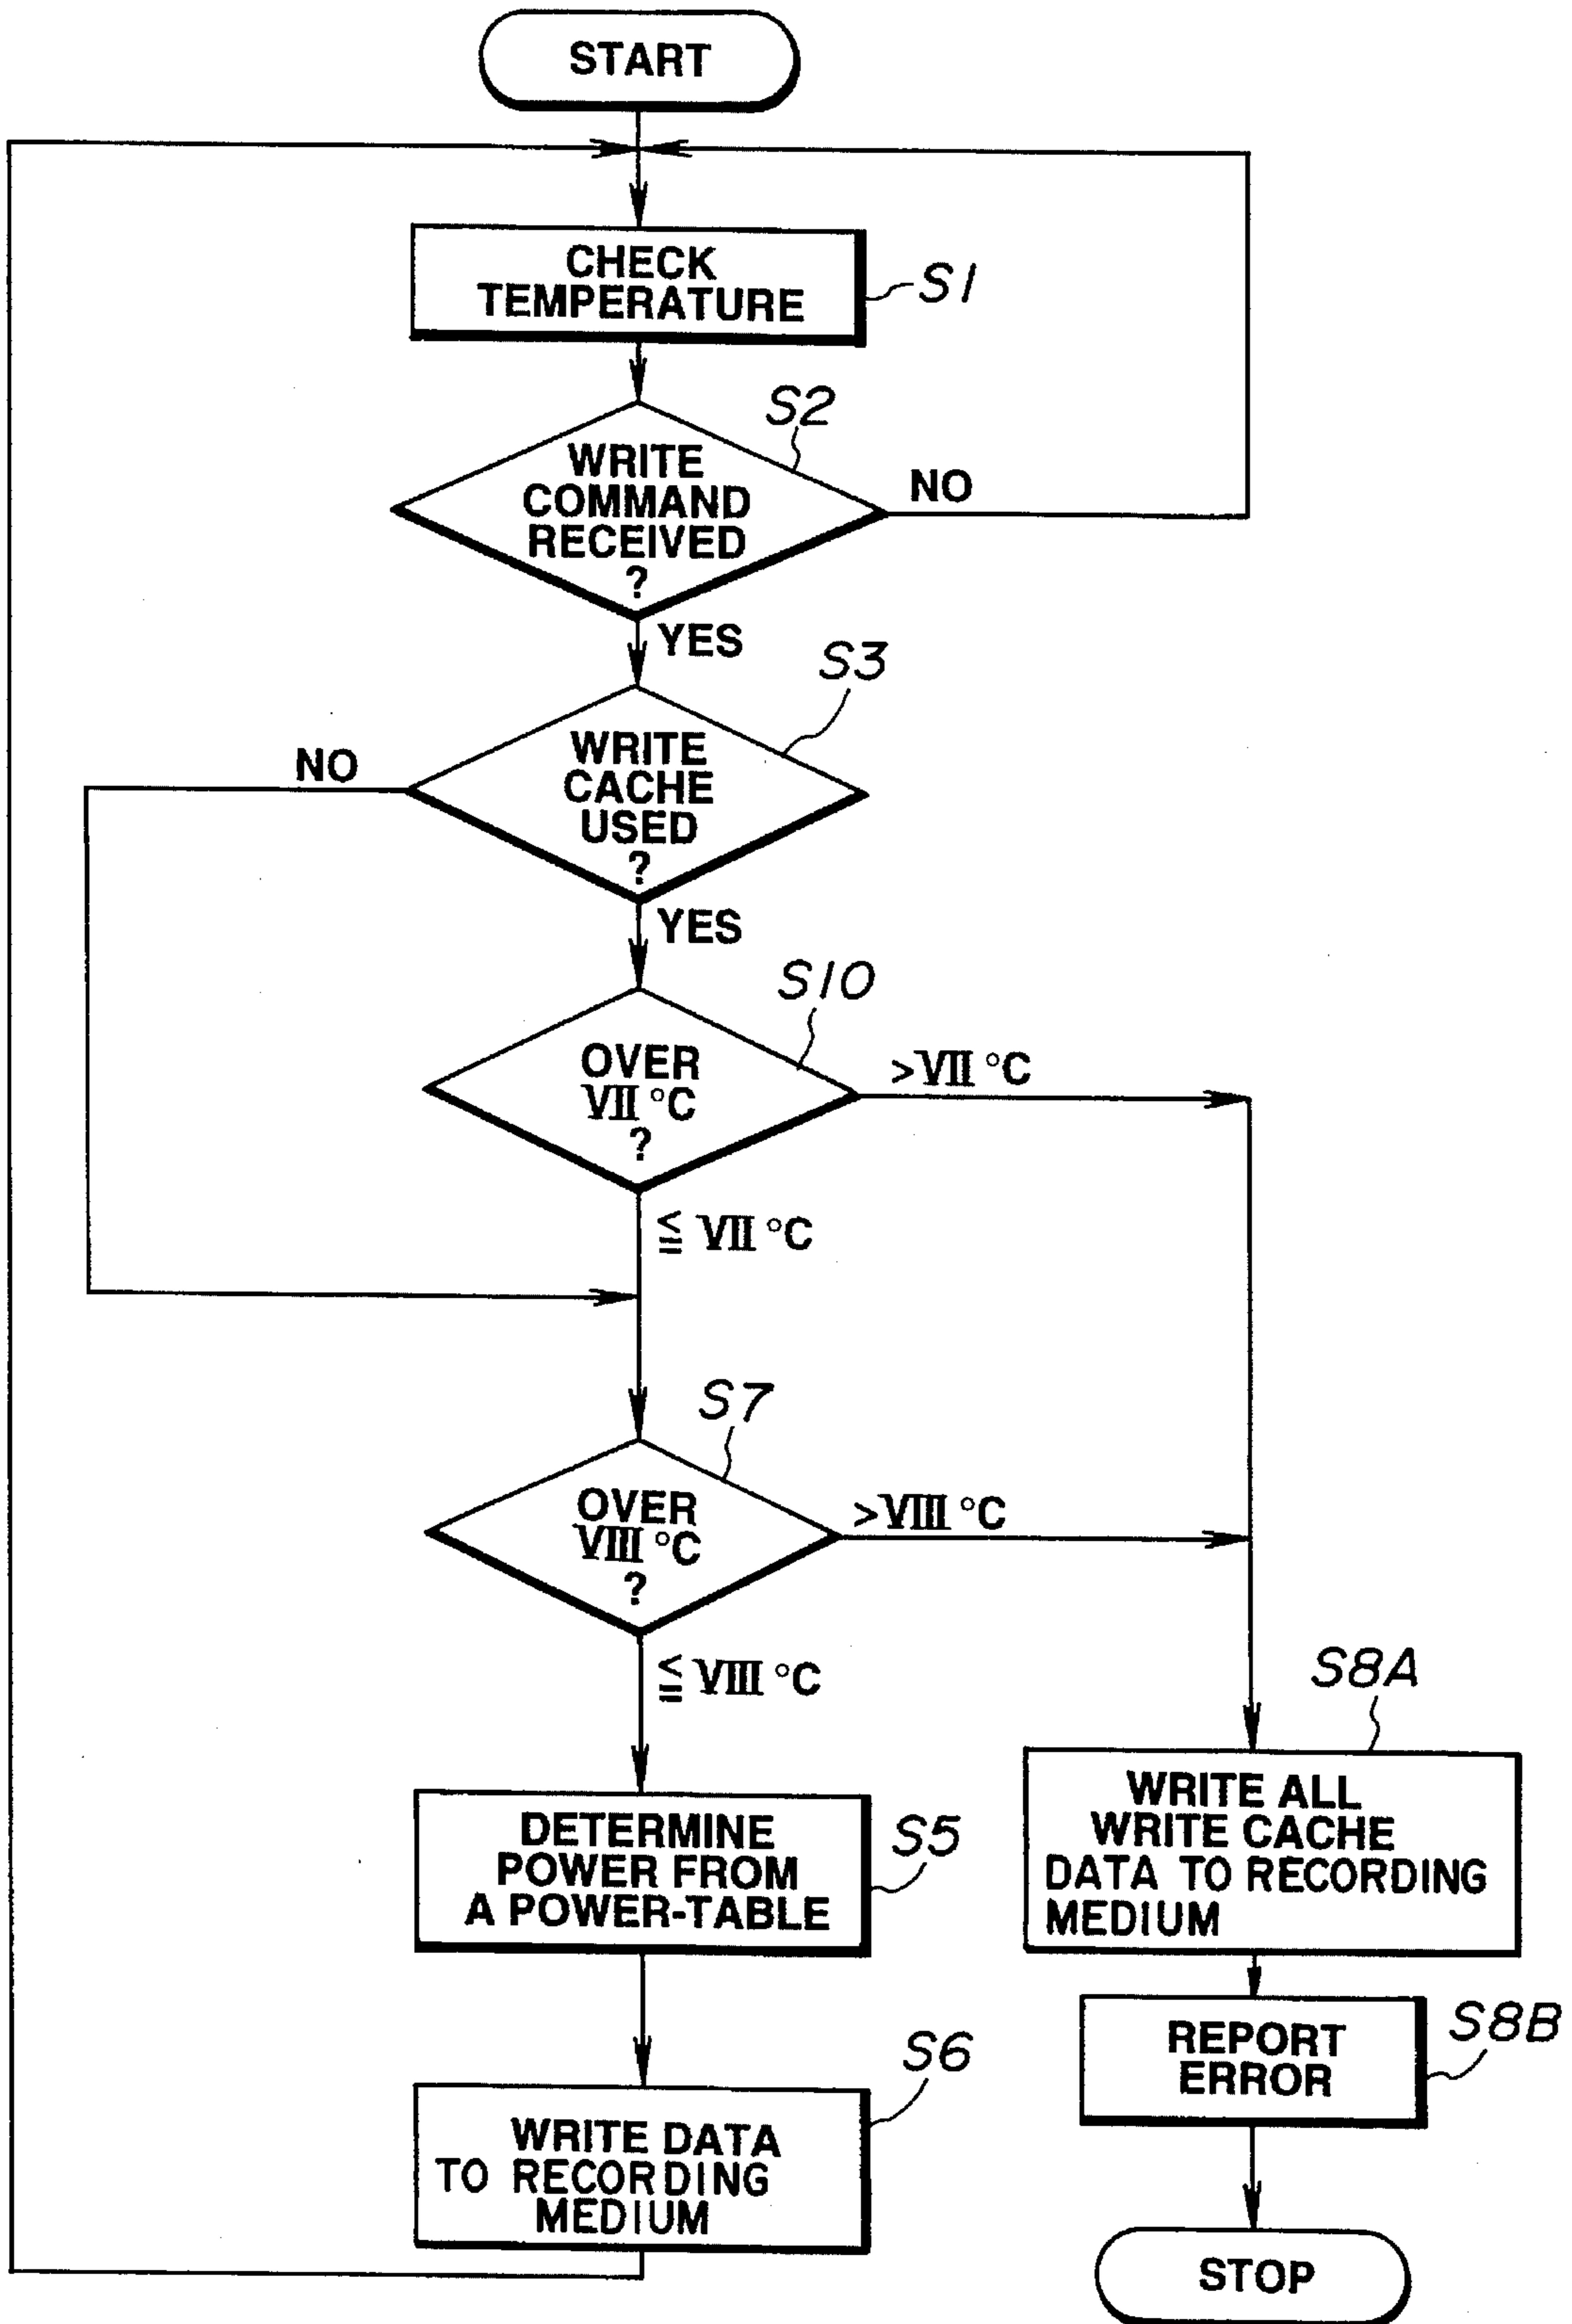 START
CHECK
TEMPERATURE
S1
S2
WRITE
COMMAND
RECEIVED
?
NO
YES
S3
WRITE
CACHE
USED
?
NO
YES
S10
OVER
VII °C
?
>VII °C
≦ VII °C
S7
OVER
VIII °C
?
>VIII °C
≦ VIII °C
S8A
WRITE ALL
WRITE CACHE
DATA TO RECORDING
MEDIUM
DETERMINE
POWER FROM
A POWER-TABLE
S5
REPORT
ERROR
S8B
S6
WRITE DATA
TO RECORDING
MEDIUM
STOP